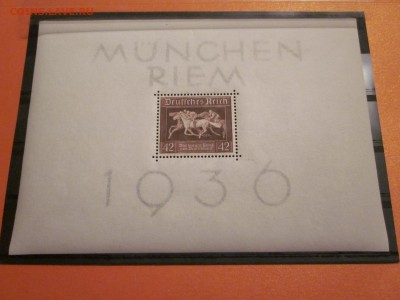 MÜNCHEN
RIEM
Deutsches Reich
42 42
1936